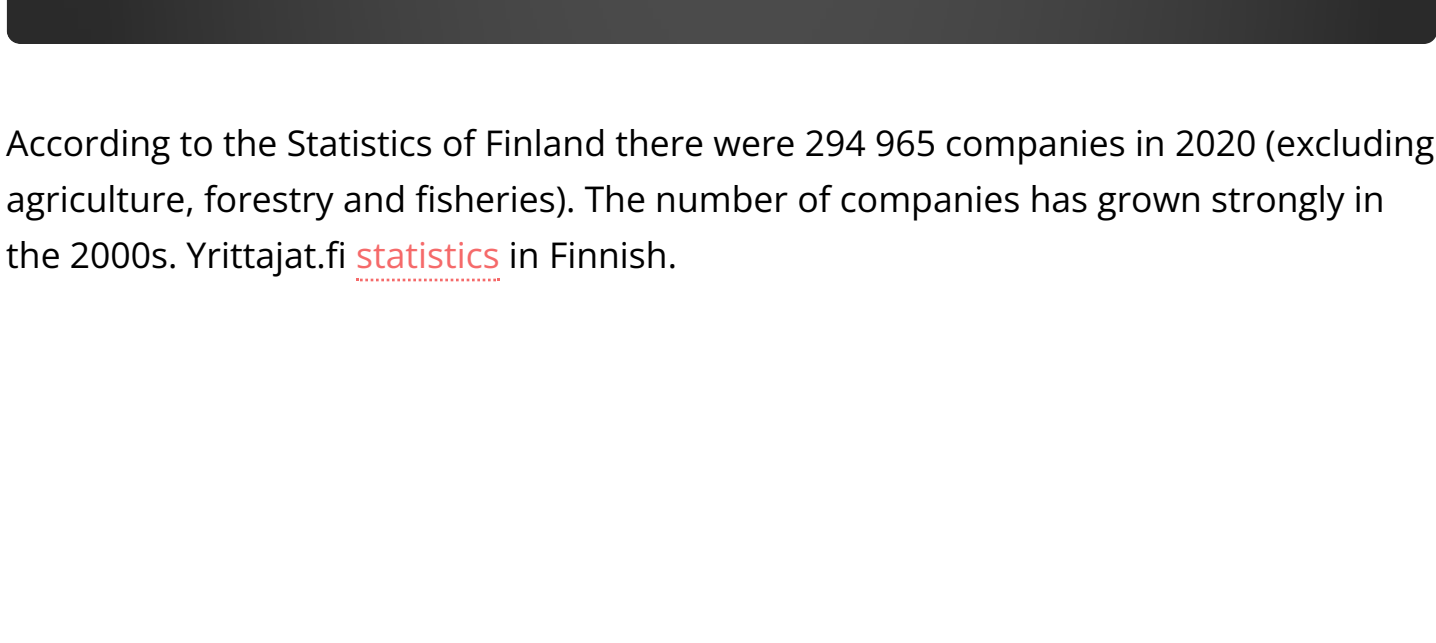 According to the Statistics of Finland there were 294 965 companies in 2020 (excluding
agriculture, forestry and fisheries). The number of companies has grown strongly in
the 2000s. Yrittajat.fi statistics in Finnish.